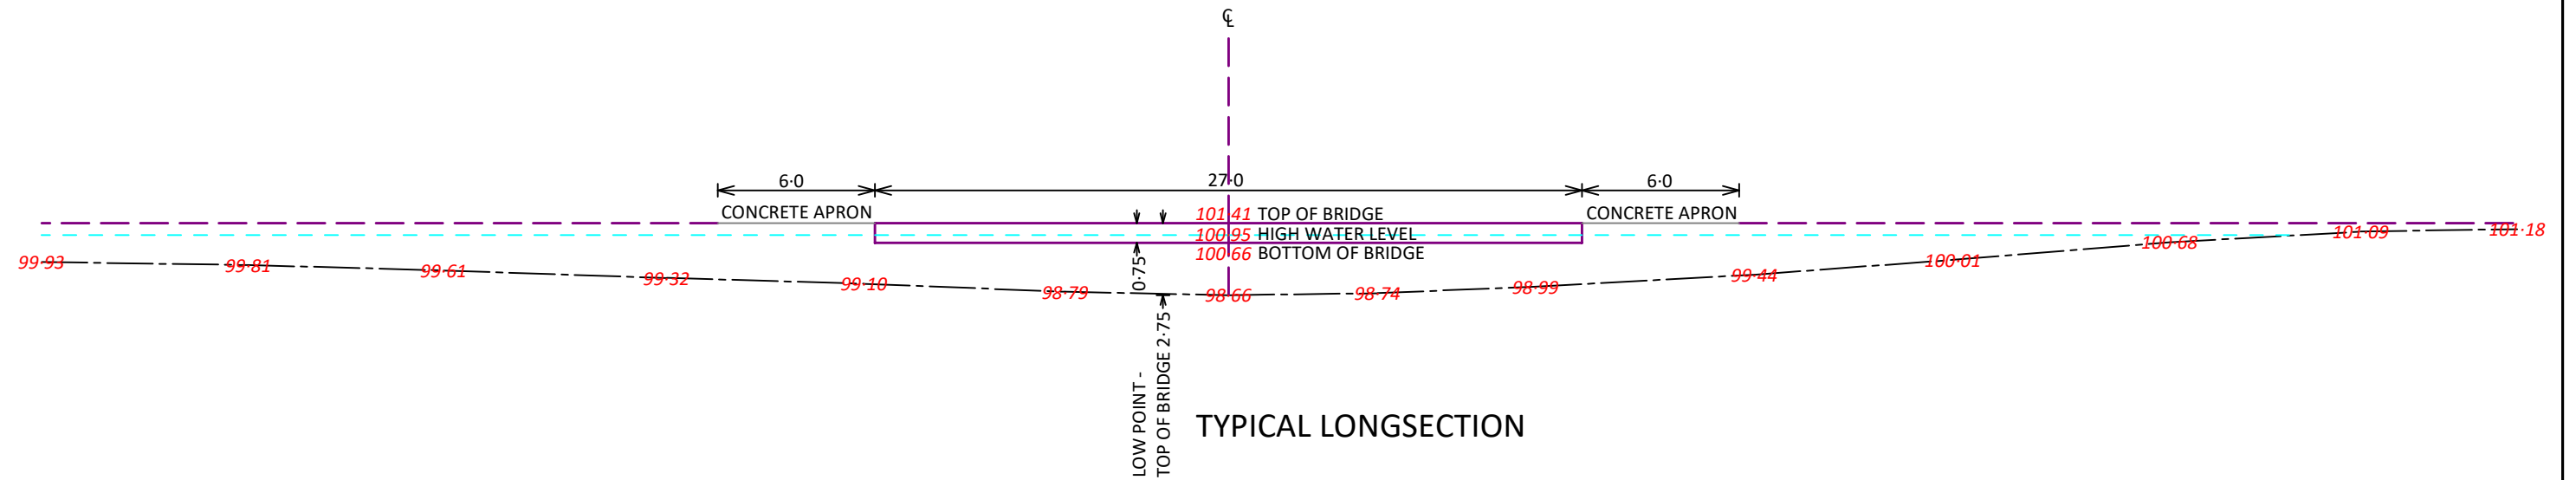 ℄
6·0
27·0
6·0
CONCRETE APRON
101·41 TOP OF BRIDGE
CONCRETE APRON
100·95 HIGH WATER LEVEL
100·66 BOTTOM OF BRIDGE
99·93
99·81
99·61
99·32
99·10
98·79
98·66
98·74
98·99
99·44
100·01
100·68
101·09
101·18
0·75
LOW POINT -
TOP OF BRIDGE 2·75
TYPICAL LONGSECTION